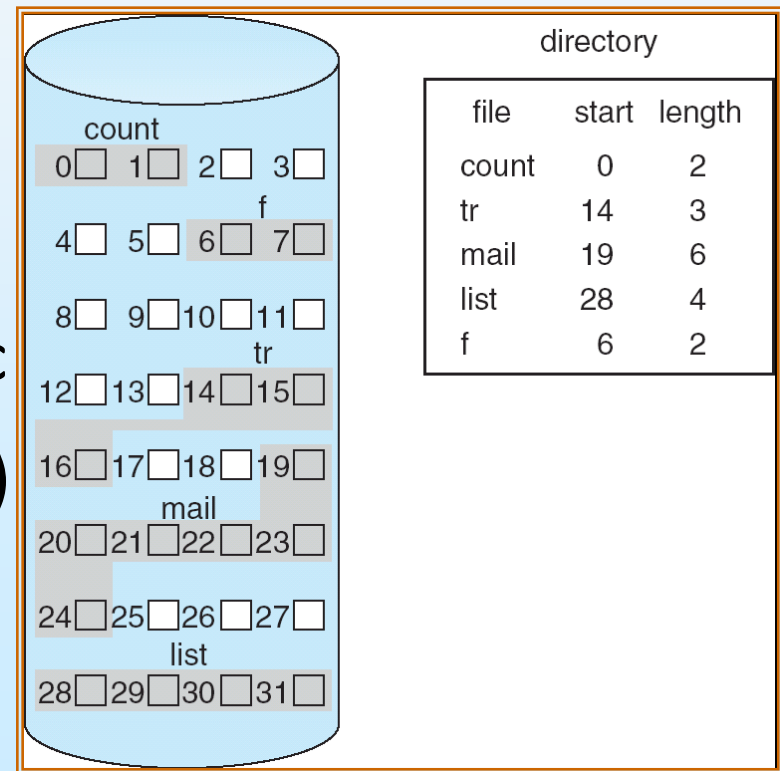 count
0 1 2 3
f
4 5 6 7
8 9 10 11
tr
12 13 14 15
16 17 18 19
mail
20 21 22 23
24 25 26 27
list
28 29 30 31
directory
file start length
count 0 2
tr 14 3
mail 19 6
list 28 4
f 6 2